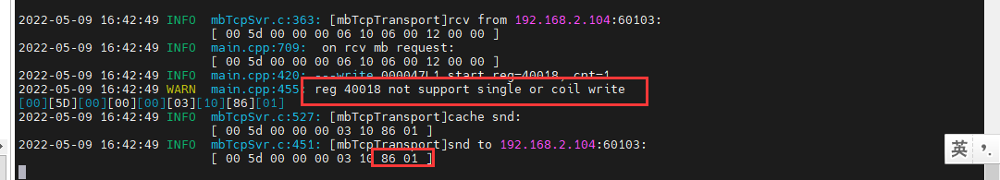 2022-05-09 16:42:49 INFO mbTcpSvr.c:363: [mbTcpTransport]rcv from 192.168.2.104:60103:
[ 00 5d 00 00 00 06 10 06 00 12 00 00 ]
2022-05-09 16:42:49 INFO main.cpp:709: on rcv mb request:
[ 00 5d 00 00 00 06 10 06 00 12 00 00 ]
2022-05-09 16:42:49 INFO main.cpp:420: ---write 000047L1 start reg=40018, cnt=1
2022-05-09 16:42:49 WARN main.cpp:455: reg 40018 not support single or coil write
[00][5D][00][00][00][03][10][86][01]
2022-05-09 16:42:49 INFO mbTcpSvr.c:527: [mbTcpTransport]cache snd:
[ 00 5d 00 00 00 03 10 86 01 ]
2022-05-09 16:42:49 INFO mbTcpSvr.c:451: [mbTcpTransport]snd to 192.168.2.104:60103:
[ 00 5d 00 00 00 03 10 86 01 ]
英 ’,